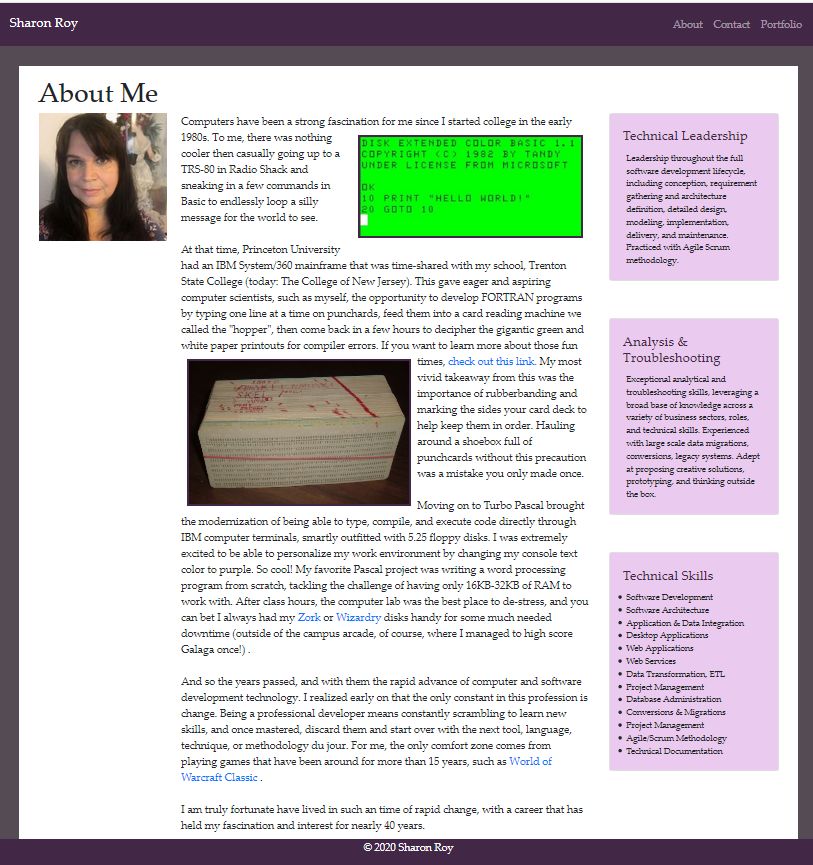 Sharon Roy
About Contact Portfolio
About Me
Computers have been a strong fascination for me since I started college in the early
1980s. To me, there was nothing
cooler then casually going up to a
TRS-80 in Radio Shack and
sneaking in a few commands in
Basic to endlessly loop a silly
message for the world to see.
DISK EXTENDED COLOR BASIC 1.1
COPYRIGHT (C) 1982 BY TANDY
UNDER LICENSE FROM MICROSOFT
OK
10 PRINT "HELLO WORLD!"
20 GOTO 10
At that time, Princeton University
had an IBM System/360 mainframe that was time-shared with my school, Trenton
State College (today: The College of New Jersey). This gave eager and aspiring
computer scientists, such as myself, the opportunity to develop FORTRAN programs
by typing one line at a time on punchards, feed them into a card reading machine we
called the "hopper", then come back in a few hours to decipher the gigantic green and
white paper printouts for compiler errors. If you want to learn more about those fun
times, check out this link. My most
vivid takeaway from this was the
importance of rubberbanding and
marking the sides your card deck to
help keep them in order. Hauling
around a shoebox full of
punchcards without this precaution
was a mistake you only made once.
Moving on to Turbo Pascal brought
the modernization of being able to type, compile, and execute code directly through
IBM computer terminals, smartly outfitted with 5.25 floppy disks. I was extremely
excited to be able to personalize my work environment by changing my console text
color to purple. So cool! My favorite Pascal project was writing a word processing
program from scratch, tackling the challenge of having only 16KB-32KB of RAM to
work with. After class hours, the computer lab was the best place to de-stress, and you
can bet I always had my Zork or Wizardry disks handy for some much needed
downtime (outside of the campus arcade, of course, where I managed to high score
Galaga once!) .
And so the years passed, and with them the rapid advance of computer and software
development technology. I realized early on that the only constant in this profession is
change. Being a professional developer means constantly scrambling to learn new
skills, and once mastered, discard them and start over with the next tool, language,
technique, or methodology du jour. For me, the only comfort zone comes from
playing games that have been around for more than 15 years, such as World of
Warcraft Classic .
I am truly fortunate have lived in such an time of rapid change, with a career that has
held my fascination and interest for nearly 40 years.
Technical Leadership
Leadership throughout the full
software development lifecycle,
including conception, requirement
gathering and architecture
definition, detailed design,
modeling, implementation,
delivery, and maintenance.
Practiced with Agile Scrum
methodology.
Analysis &
Troubleshooting
Exceptional analytical and
troubleshooting skills, leveraging a
broad base of knowledge across a
variety of business sectors, roles,
and technical skills. Experienced
with large scale data migrations,
conversions, legacy systems. Adept
at proposing creative solutions,
prototyping, and thinking outside
the box.
Technical Skills
• Software Development
• Software Architecture
• Application & Data Integration
• Desktop Applications
• Web Applications
• Web Services
• Data Transformation, ETL
• Project Management
• Database Administration
• Conversions & Migrations
• Project Management
• Agile/Scrum Methodology
• Technical Documentation
© 2020 Sharon Roy